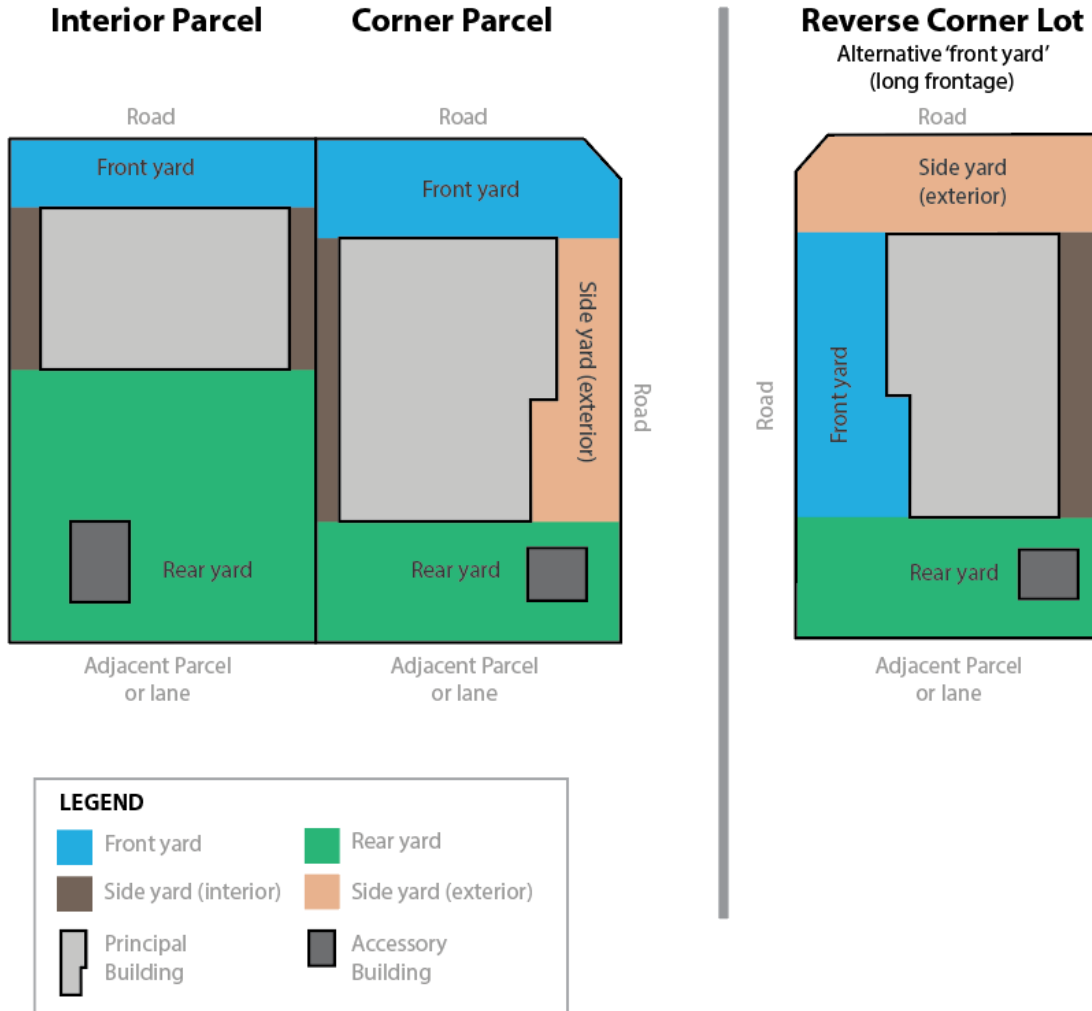 Interior Parcel
Corner Parcel
Reverse Corner Lot
Alternative ‘front yard’
(long frontage)
Road
Road
Road
Front yard
Front yard
Side yard
(exterior)
Side yard (exterior)
Road
Road
Front yard
Rear yard
Rear yard
Rear yard
Adjacent Parcel
or lane
Adjacent Parcel
or lane
Adjacent Parcel
or lane
LEGEND
Front yard
Rear yard
Side yard (interior)
Side yard (exterior)
Principal
Building
Accessory
Building